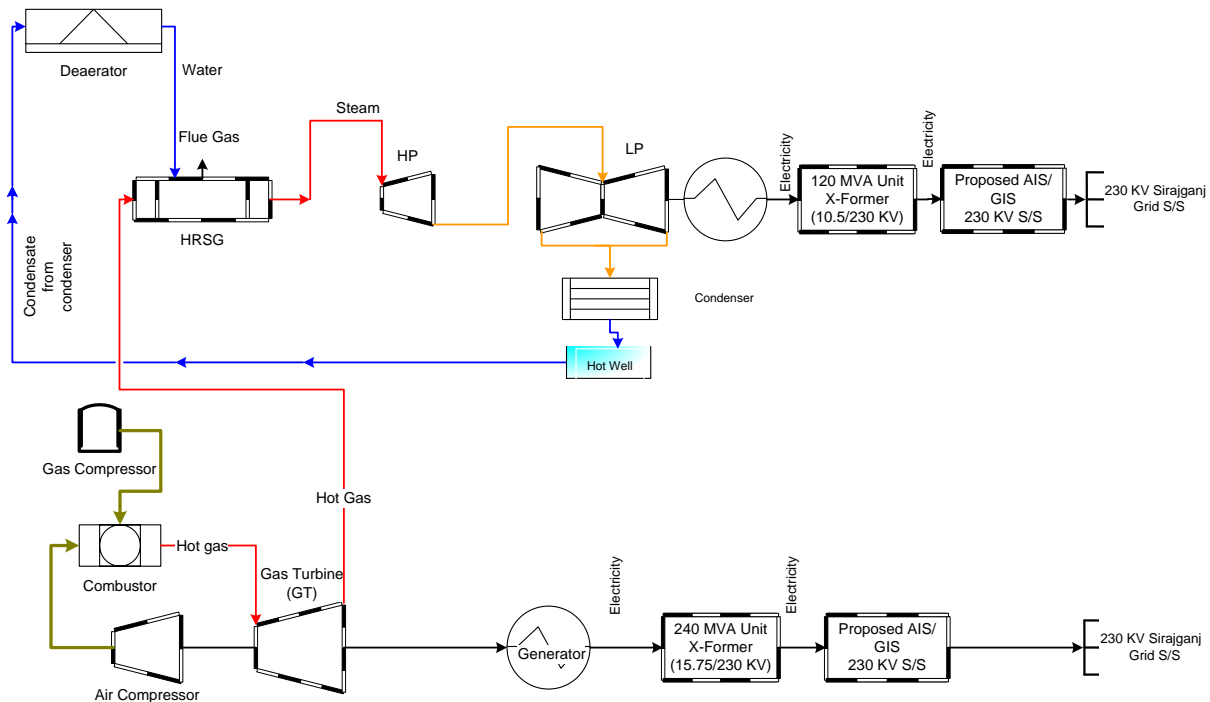 Deaerator
Water
Flue Gas
Steam
HP
LP
HRSG
Electricity
120 MVA Unit
X-Former
(10.5/230 KV)
Electricity
Proposed AIS/
GIS
230 KV S/S
230 KV Sirajganj
Grid S/S
Condensate
from
condenser
Condenser
Hot Well
Gas Compressor
Hot Gas
Combustor
Hot gas
Gas Turbine
(GT)
Air Compressor
Generator
Electricity
240 MVA Unit
X-Former
(15.75/230 KV)
Electricity
Proposed AIS/
GIS
230 KV S/S
230 KV Sirajganj
Grid S/S